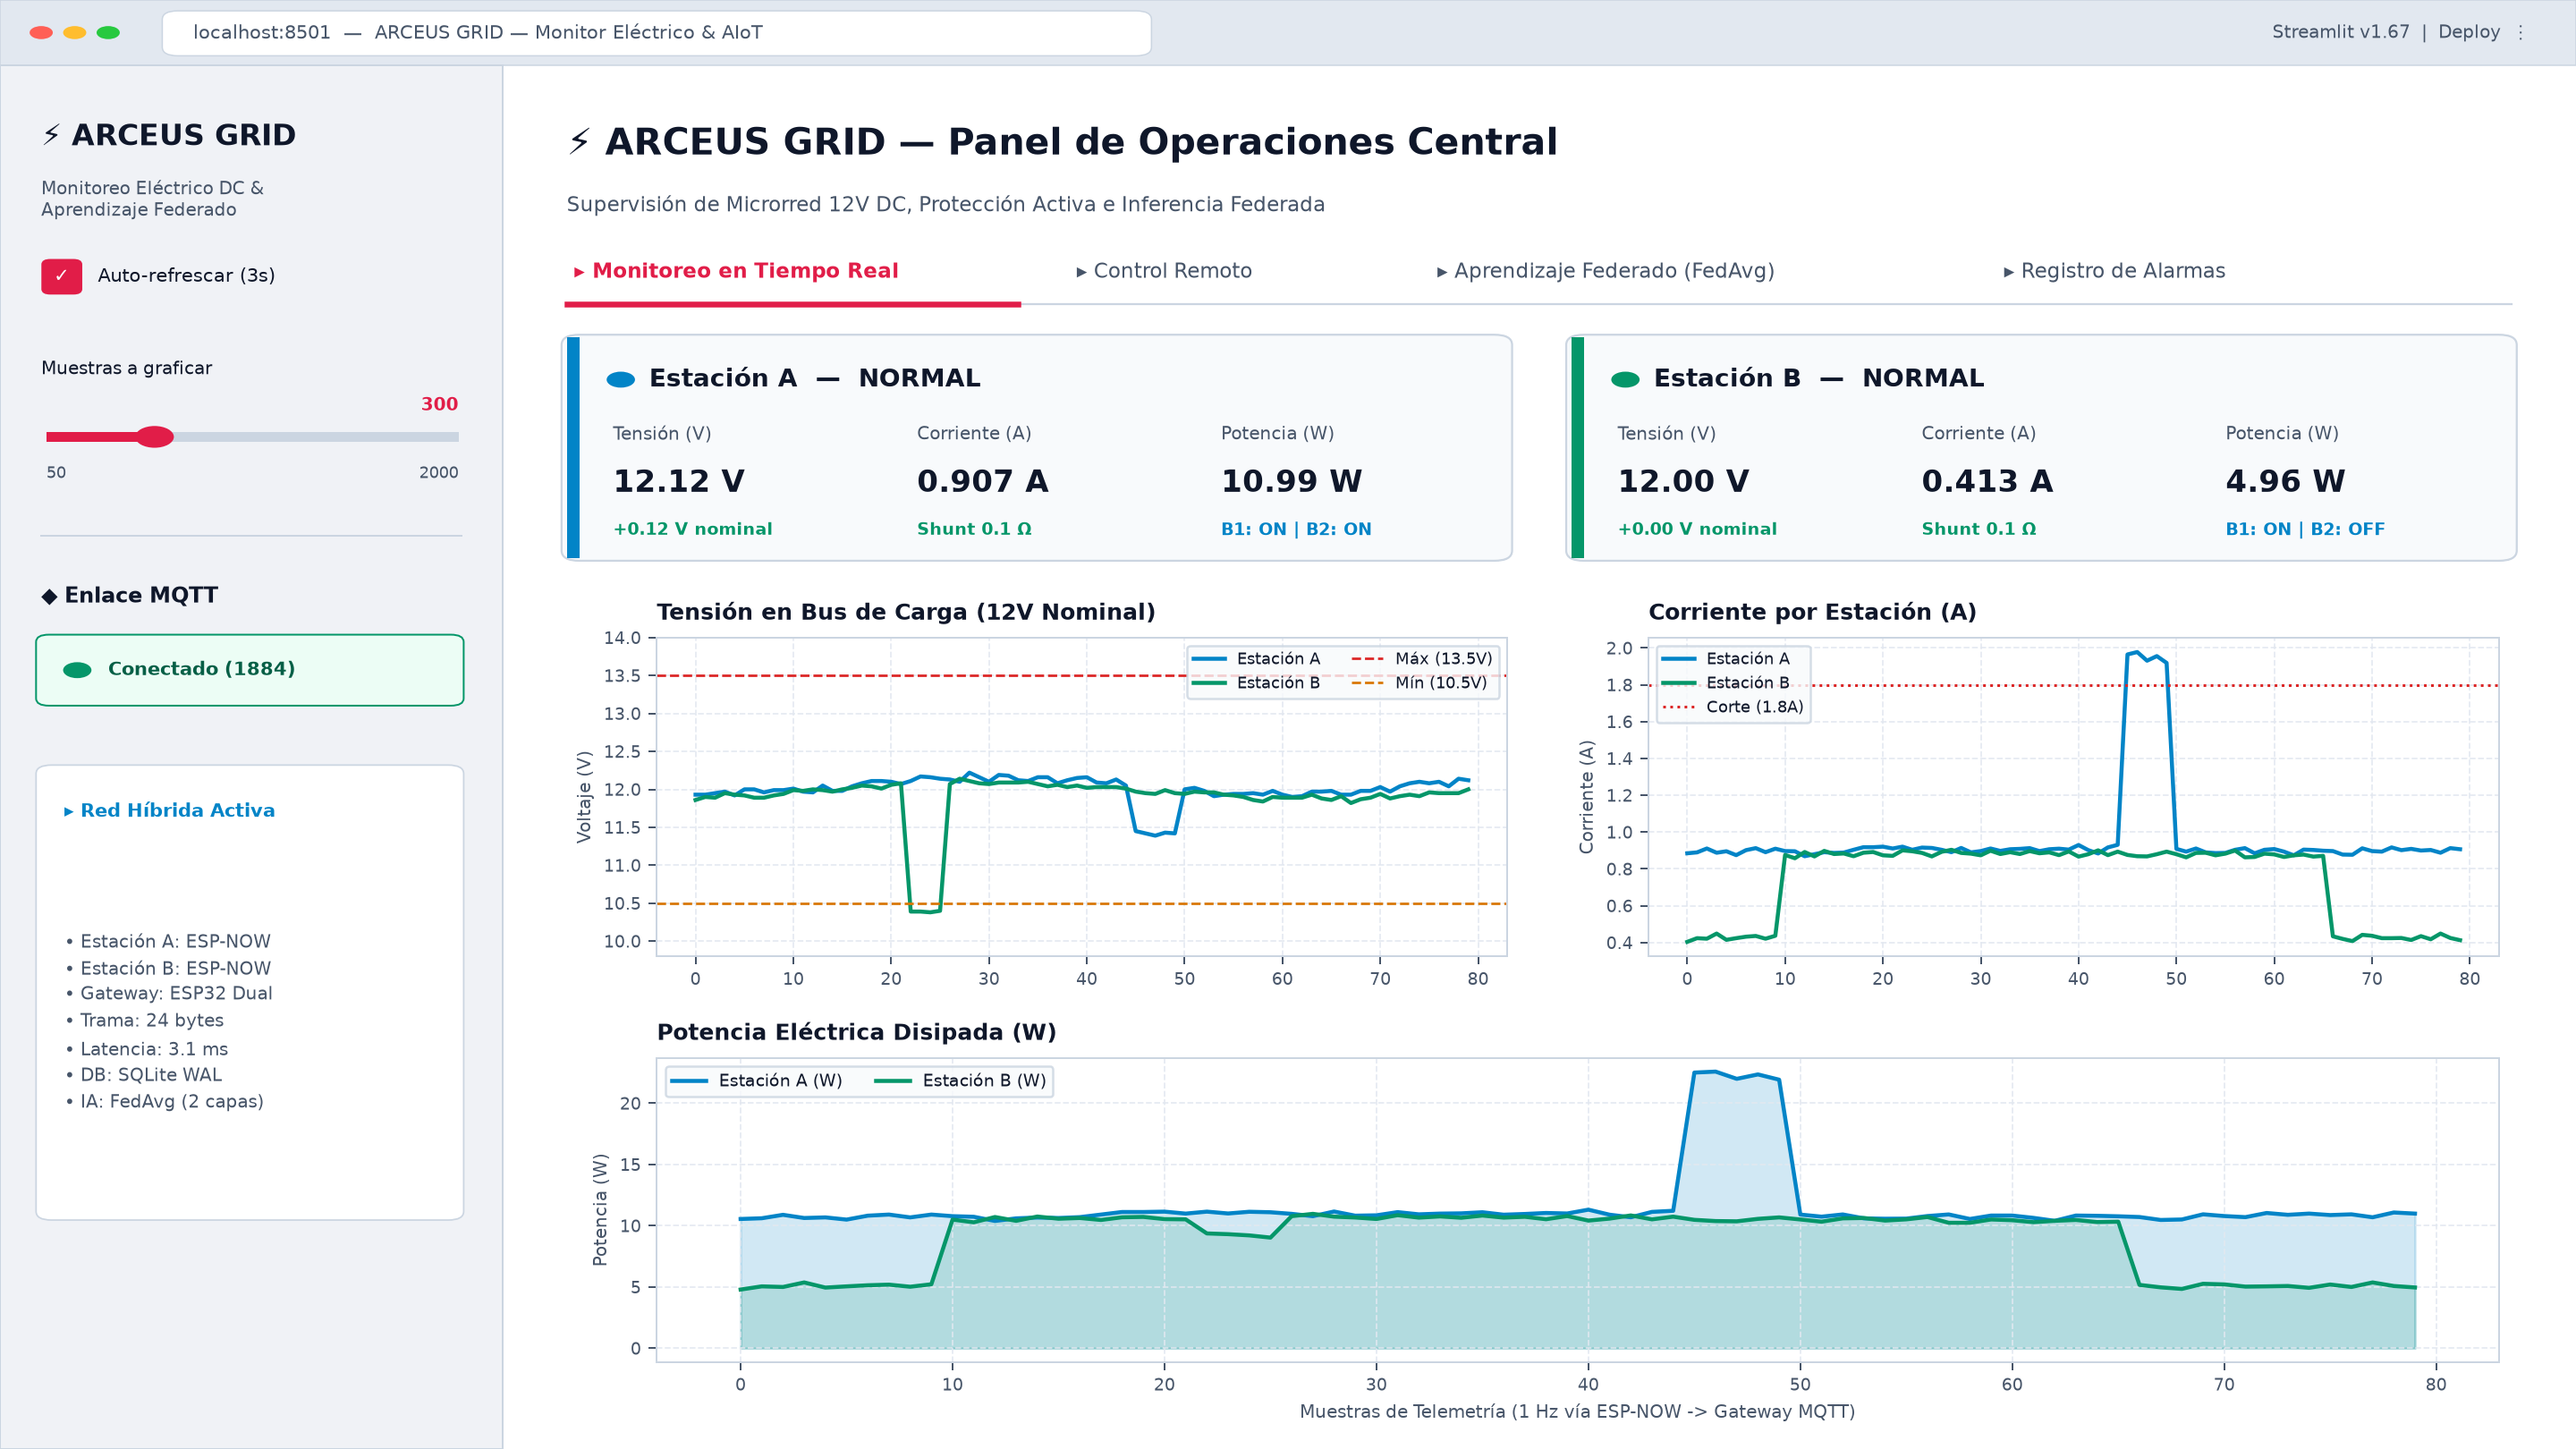 localhost:8501 — ARCEUS GRID — Monitor Eléctrico & AIoT
Streamlit v1.67 | Deploy ⋮
⚡ ARCEUS GRID
Monitoreo Eléctrico DC &
Aprendizaje Federado
✓ Auto-refrescar (3s)
Muestras a graficar
300
50 2000
◆ Enlace MQTT
Conectado (1884)
▸ Red Híbrida Activa
• Estación A: ESP-NOW
• Estación B: ESP-NOW
• Gateway: ESP32 Dual
• Trama: 24 bytes
• Latencia: 3.1 ms
• DB: SQLite WAL
• IA: FedAvg (2 capas)
⚡ ARCEUS GRID — Panel de Operaciones Central
Supervisión de Microrred 12V DC, Protección Activa e Inferencia Federada
▸ Monitoreo en Tiempo Real ▸ Control Remoto ▸ Aprendizaje Federado (FedAvg) ▸ Registro de Alarmas
Estación A — NORMAL
Tensión (V) Corriente (A) Potencia (W)
12.12 V 0.907 A 10.99 W
+0.12 V nominal Shunt 0.1 Ω B1: ON | B2: ON
Estación B — NORMAL
Tensión (V) Corriente (A) Potencia (W)
12.00 V 0.413 A 4.96 W
+0.00 V nominal Shunt 0.1 Ω B1: ON | B2: OFF
Tensión en Bus de Carga (12V Nominal)
Estación A Máx (13.5V)
Estación B Mín (10.5V)
Voltaje (V)
14.0
13.5
13.0
12.5
12.0
11.5
11.0
10.5
10.0
0 10 20 30 40 50 60 70 80
Corriente por Estación (A)
Estación A
Estación B
Corte (1.8A)
Corriente (A)
2.0
1.8
1.6
1.4
1.2
1.0
0.8
0.6
0.4
0 10 20 30 40 50 60 70 80
Potencia Eléctrica Disipada (W)
Estación A (W) Estación B (W)
Potencia (W)
20
15
10
5
0
0 10 20 30 40 50 60 70 80
Muestras de Telemetría (1 Hz vía ESP-NOW -> Gateway MQTT)